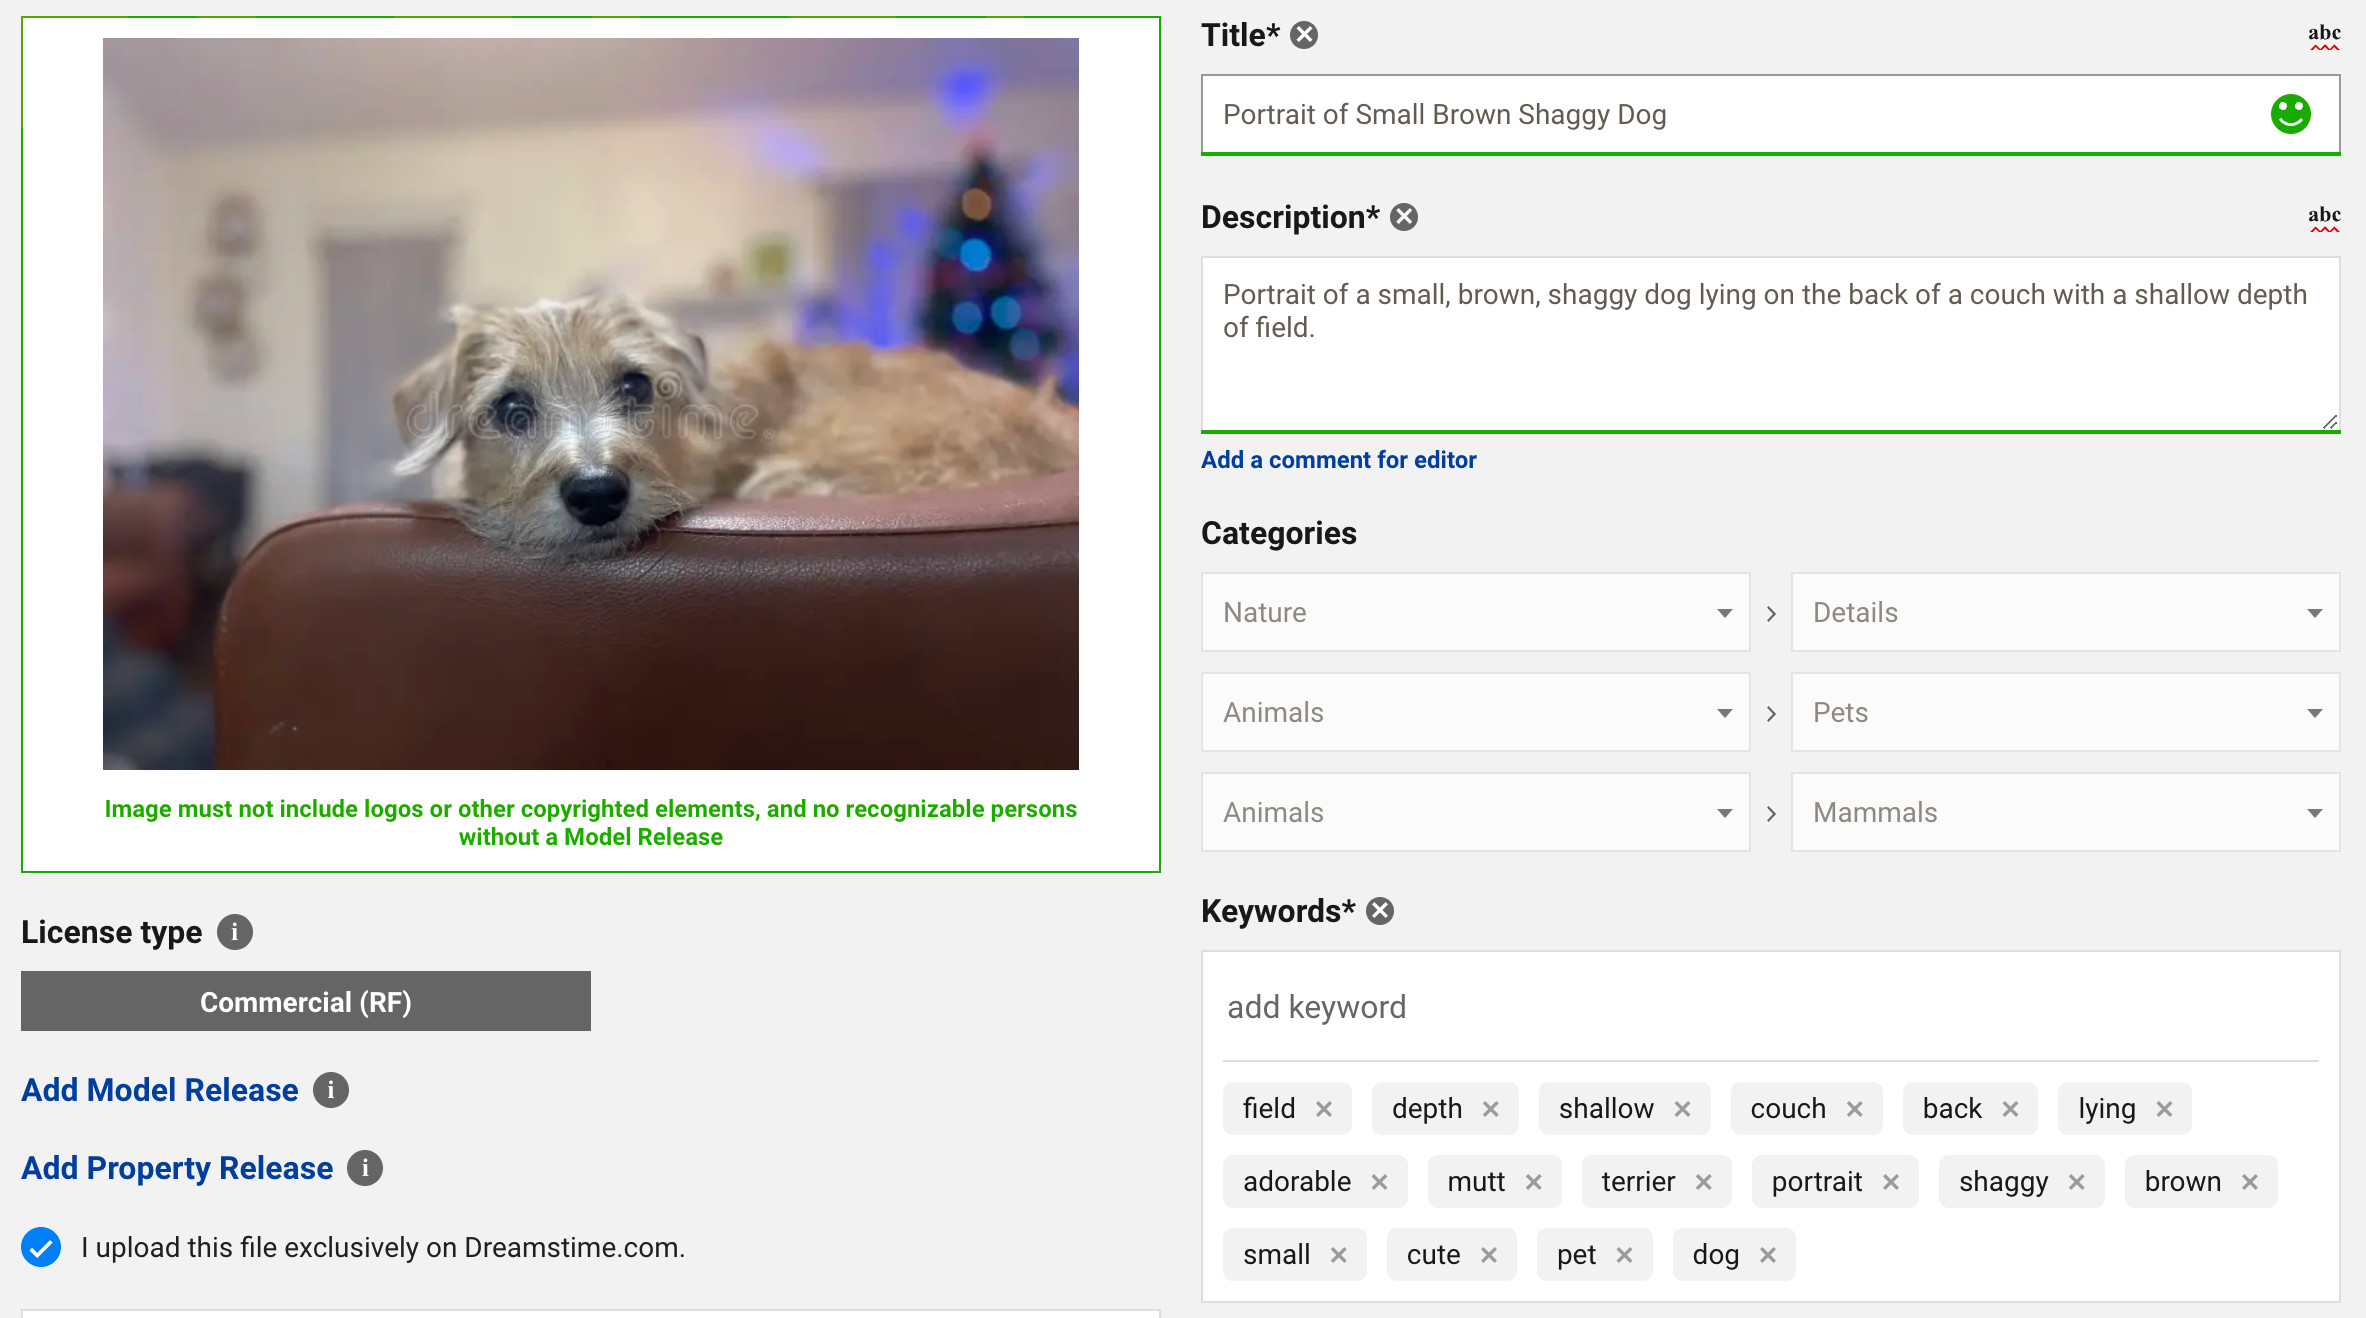 dreamstime
Image must not include logos or other copyrighted elements, and no recognizable persons
without a Model Release
License type i
Commercial (RF)
Add Model Release i
Add Property Release i
I upload this file exclusively on Dreamstime.com.
Title*
abc
Portrait of Small Brown Shaggy Dog
Description*
abc
Portrait of a small, brown, shaggy dog lying on the back of a couch with a shallow depth
of field.
Add a comment for editor
Categories
Nature > Details
Animals > Pets
Animals > Mammals
Keywords*
add keyword
field × depth × shallow × couch × back × lying ×
adorable × mutt × terrier × portrait × shaggy × brown ×
small × cute × pet × dog ×